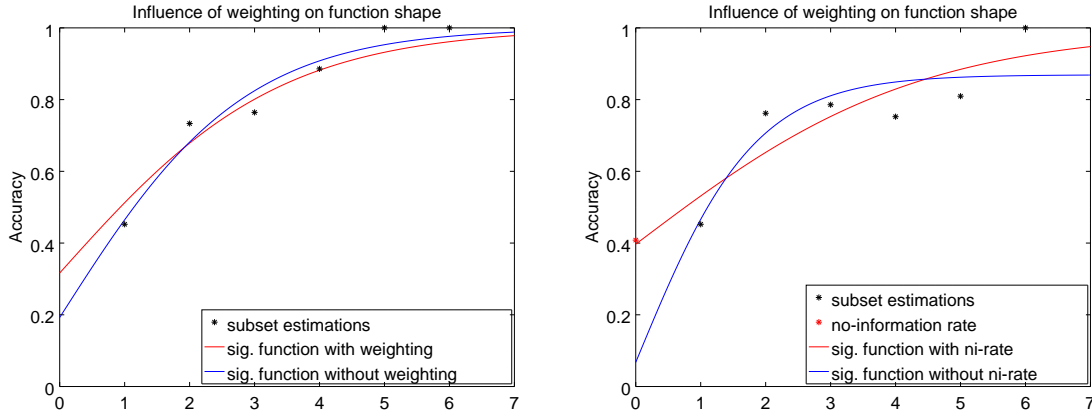 Influence of weighting on function shape
1
0.8
0.6
0.4
0.2
0
Accuracy
0 1 2 3 4 5 6 7
subset estimations
sig. function with weighting
sig. function without weighting
Influence of weighting on function shape
1
0.8
0.6
0.4
0.2
0
Accuracy
0 1 2 3 4 5 6 7
subset estimations
no-information rate
sig. function with ni-rate
sig. function without ni-rate